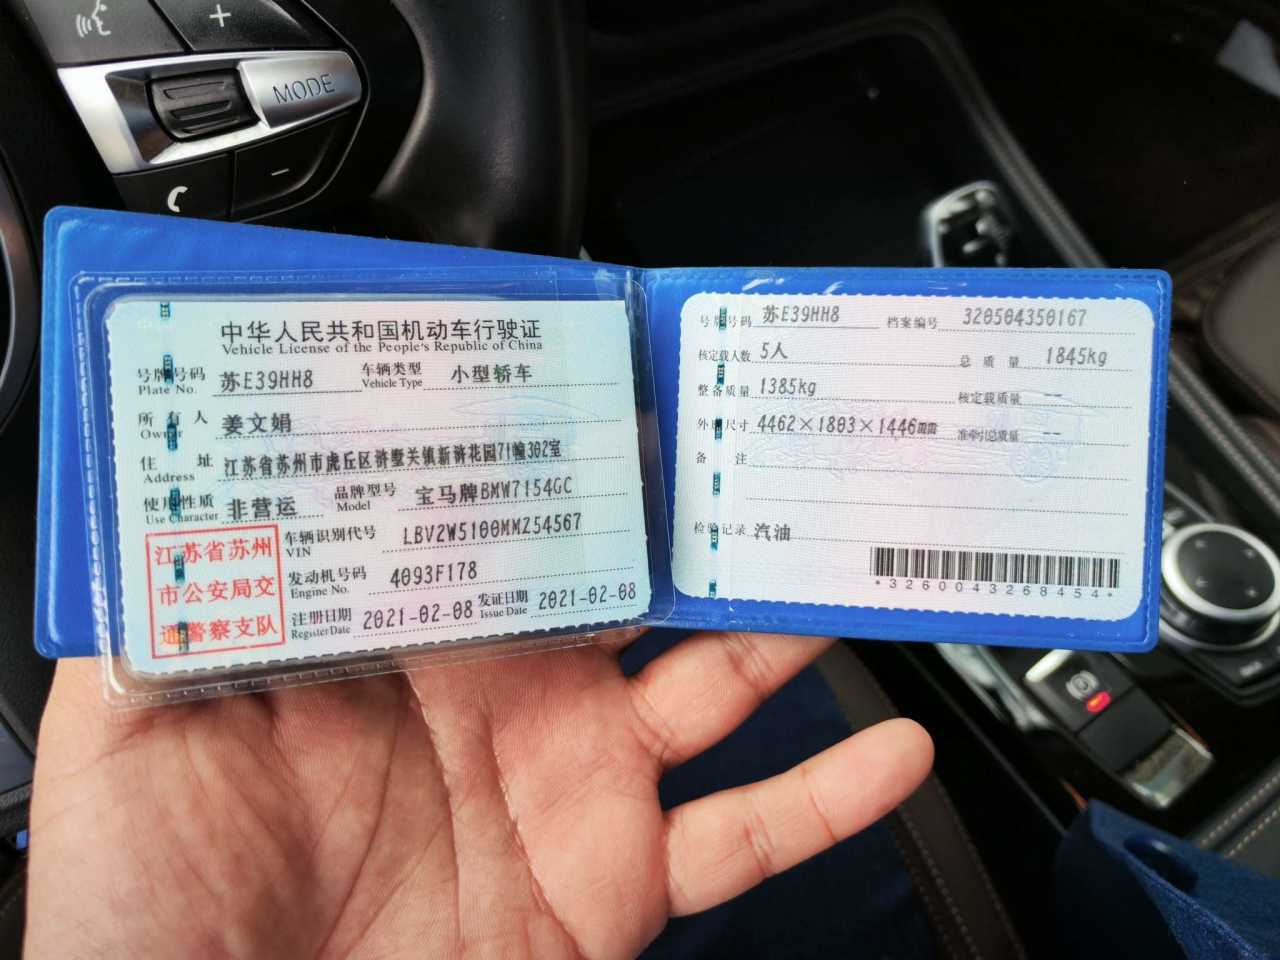 MODE
中华人民共和国机动车行驶证
Vehicle License of the People's Republic of China
号牌号码 苏E39HH8 车辆类型 小型轿车
Plate No. Vehicle Type
所有人 姜文娟
Owner
住址 江苏省苏州市虎丘区浒墅关镇新浒花园71幢302室
Address
使用性质 非营运 品牌型号 宝马牌BMW7154GC
Use Character Model
江苏省苏州
市公安局交
通警察支队
车辆识别代号 LBV2W5100MMZ54567
VIN
发动机号码 4093F178
Engine No.
注册日期 2021-02-08 发证日期 2021-02-08
Register Date Issue Date
号牌号码 苏E39HH8 档案编号 320504350167
核定载人数 5人 总质量 1845kg
整备质量 1385kg 核定载质量 --
外廓尺寸 4462×1803×1446mm 准牵引总质量 --
备注
检验记录 汽油
*3260043268454*